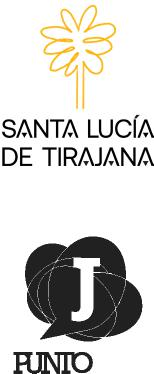 SANTA LUCÍA
DE TIRAJANA
J
PUNTO